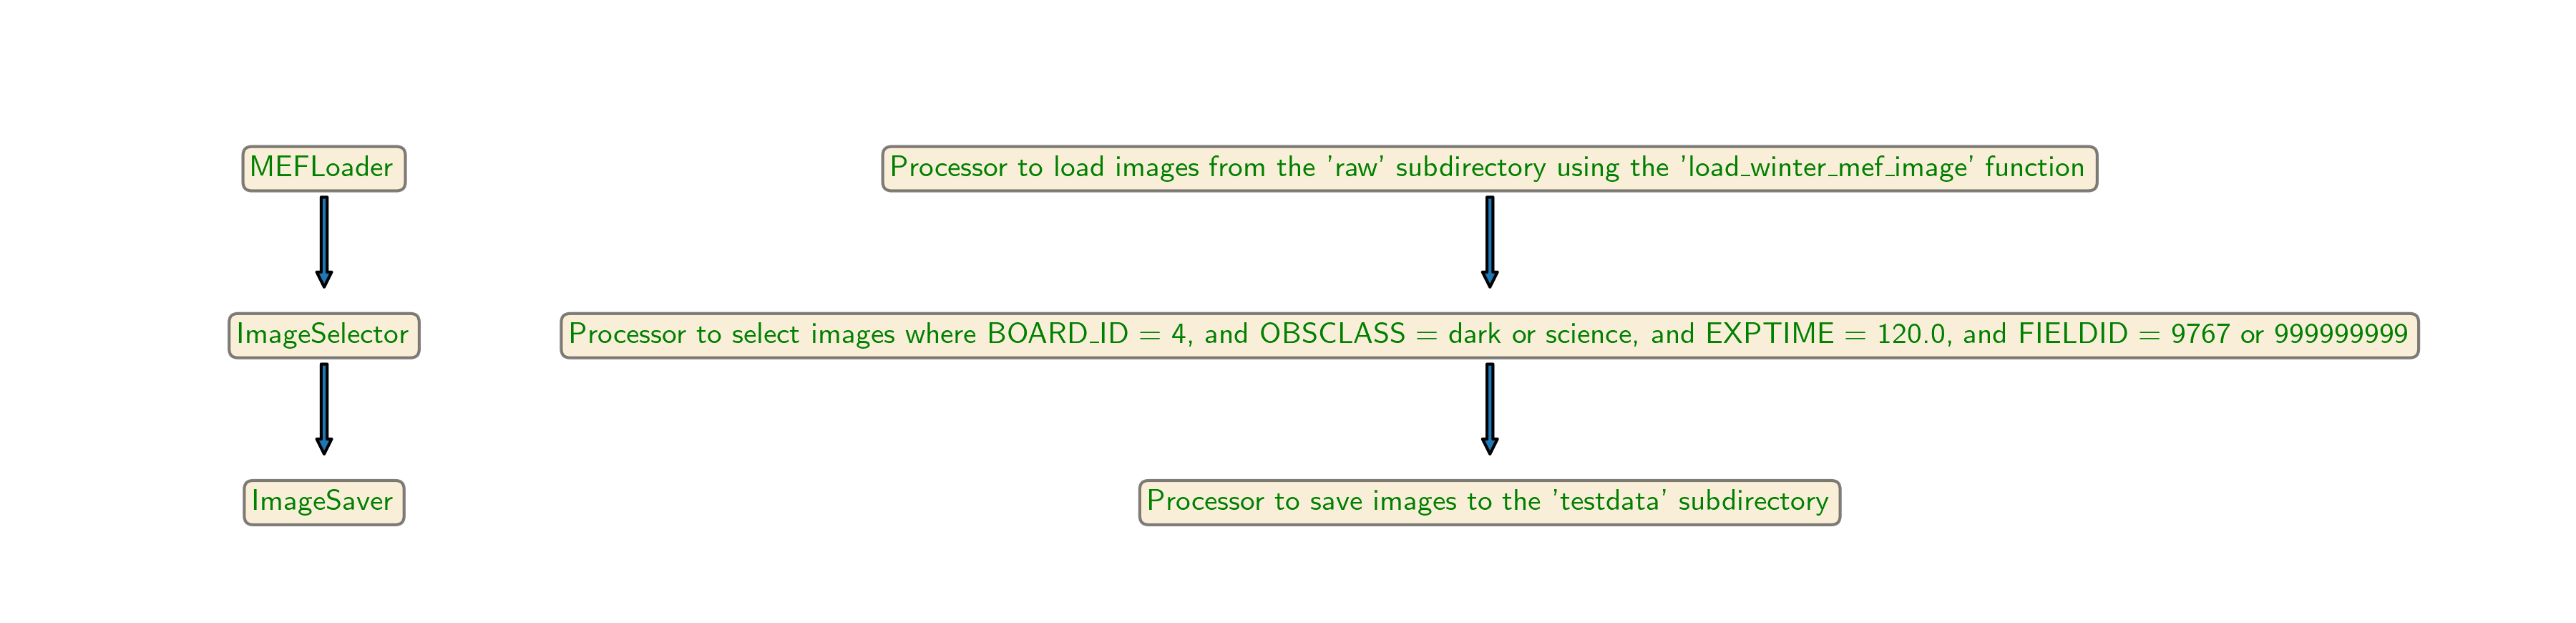 MEFLoader
Processor to load images from the 'raw' subdirectory using the 'load_winter_mef_image' function
ImageSelector
Processor to select images where BOARD_ID = 4, and OBSCLASS = dark or science, and EXPTIME = 120.0, and FIELDID = 9767 or 999999999
ImageSaver
Processor to save images to the 'testdata' subdirectory